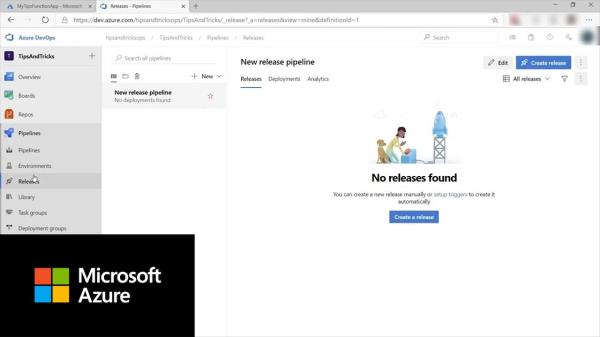 MyTipsFunctionApp - Microsoft
Releases - Pipelines
https://dev.azure.com/tipsandtricksops/TipsAndTricks/_release?_a=releases&view=mine&definitionId=1
Azure DevOps
tipsandtricksops / TipsAndTricks / Pipelines / Releases
Search
T
TipsAndTricks
Overview
Boards
Repos
Pipelines
Pipelines
Environments
Releases
Library
Task groups
Deployment groups
Search all pipelines
New
New release pipeline
No deployments found
New release pipeline
Edit
Create release
Releases
Deployments
Analytics
All releases
No releases found
You can create a new release manually or setup triggers to create it
automatically
Create a release
Microsoft
Azure